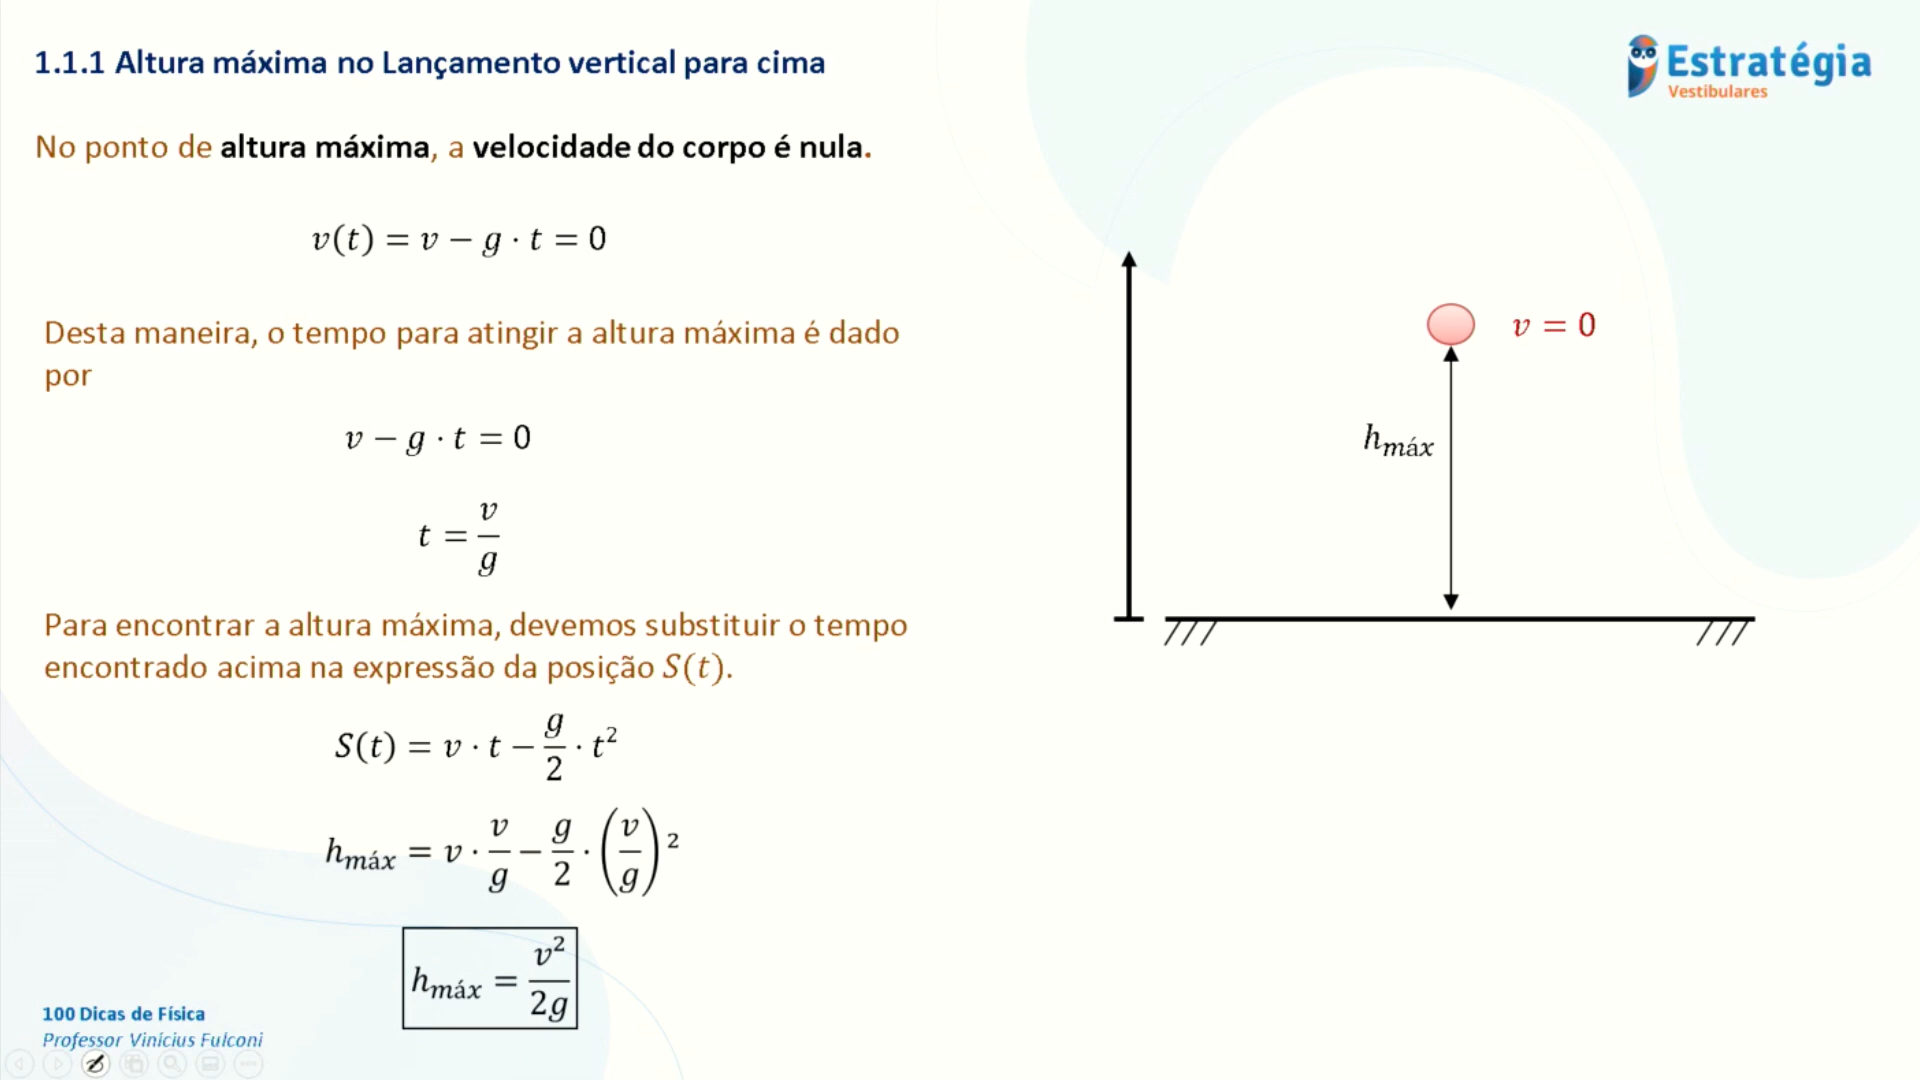 1.1.1 Altura máxima no Lançamento vertical para cima
Estratégia
Vestibulares
No ponto de altura máxima, a velocidade do corpo é nula.
v(t) = v − g · t = 0
Desta maneira, o tempo para atingir a altura máxima é dado
por
v − g · t = 0
t = v/g
Para encontrar a altura máxima, devemos substituir o tempo
encontrado acima na expressão da posição S(t).
S(t) = v · t − g/2 · t²
hmáx = v · v/g − g/2 · (v/g)²
hmáx = v²/2g
v = 0
hmáx
100 Dicas de Física
Professor Vinícius Fulconi